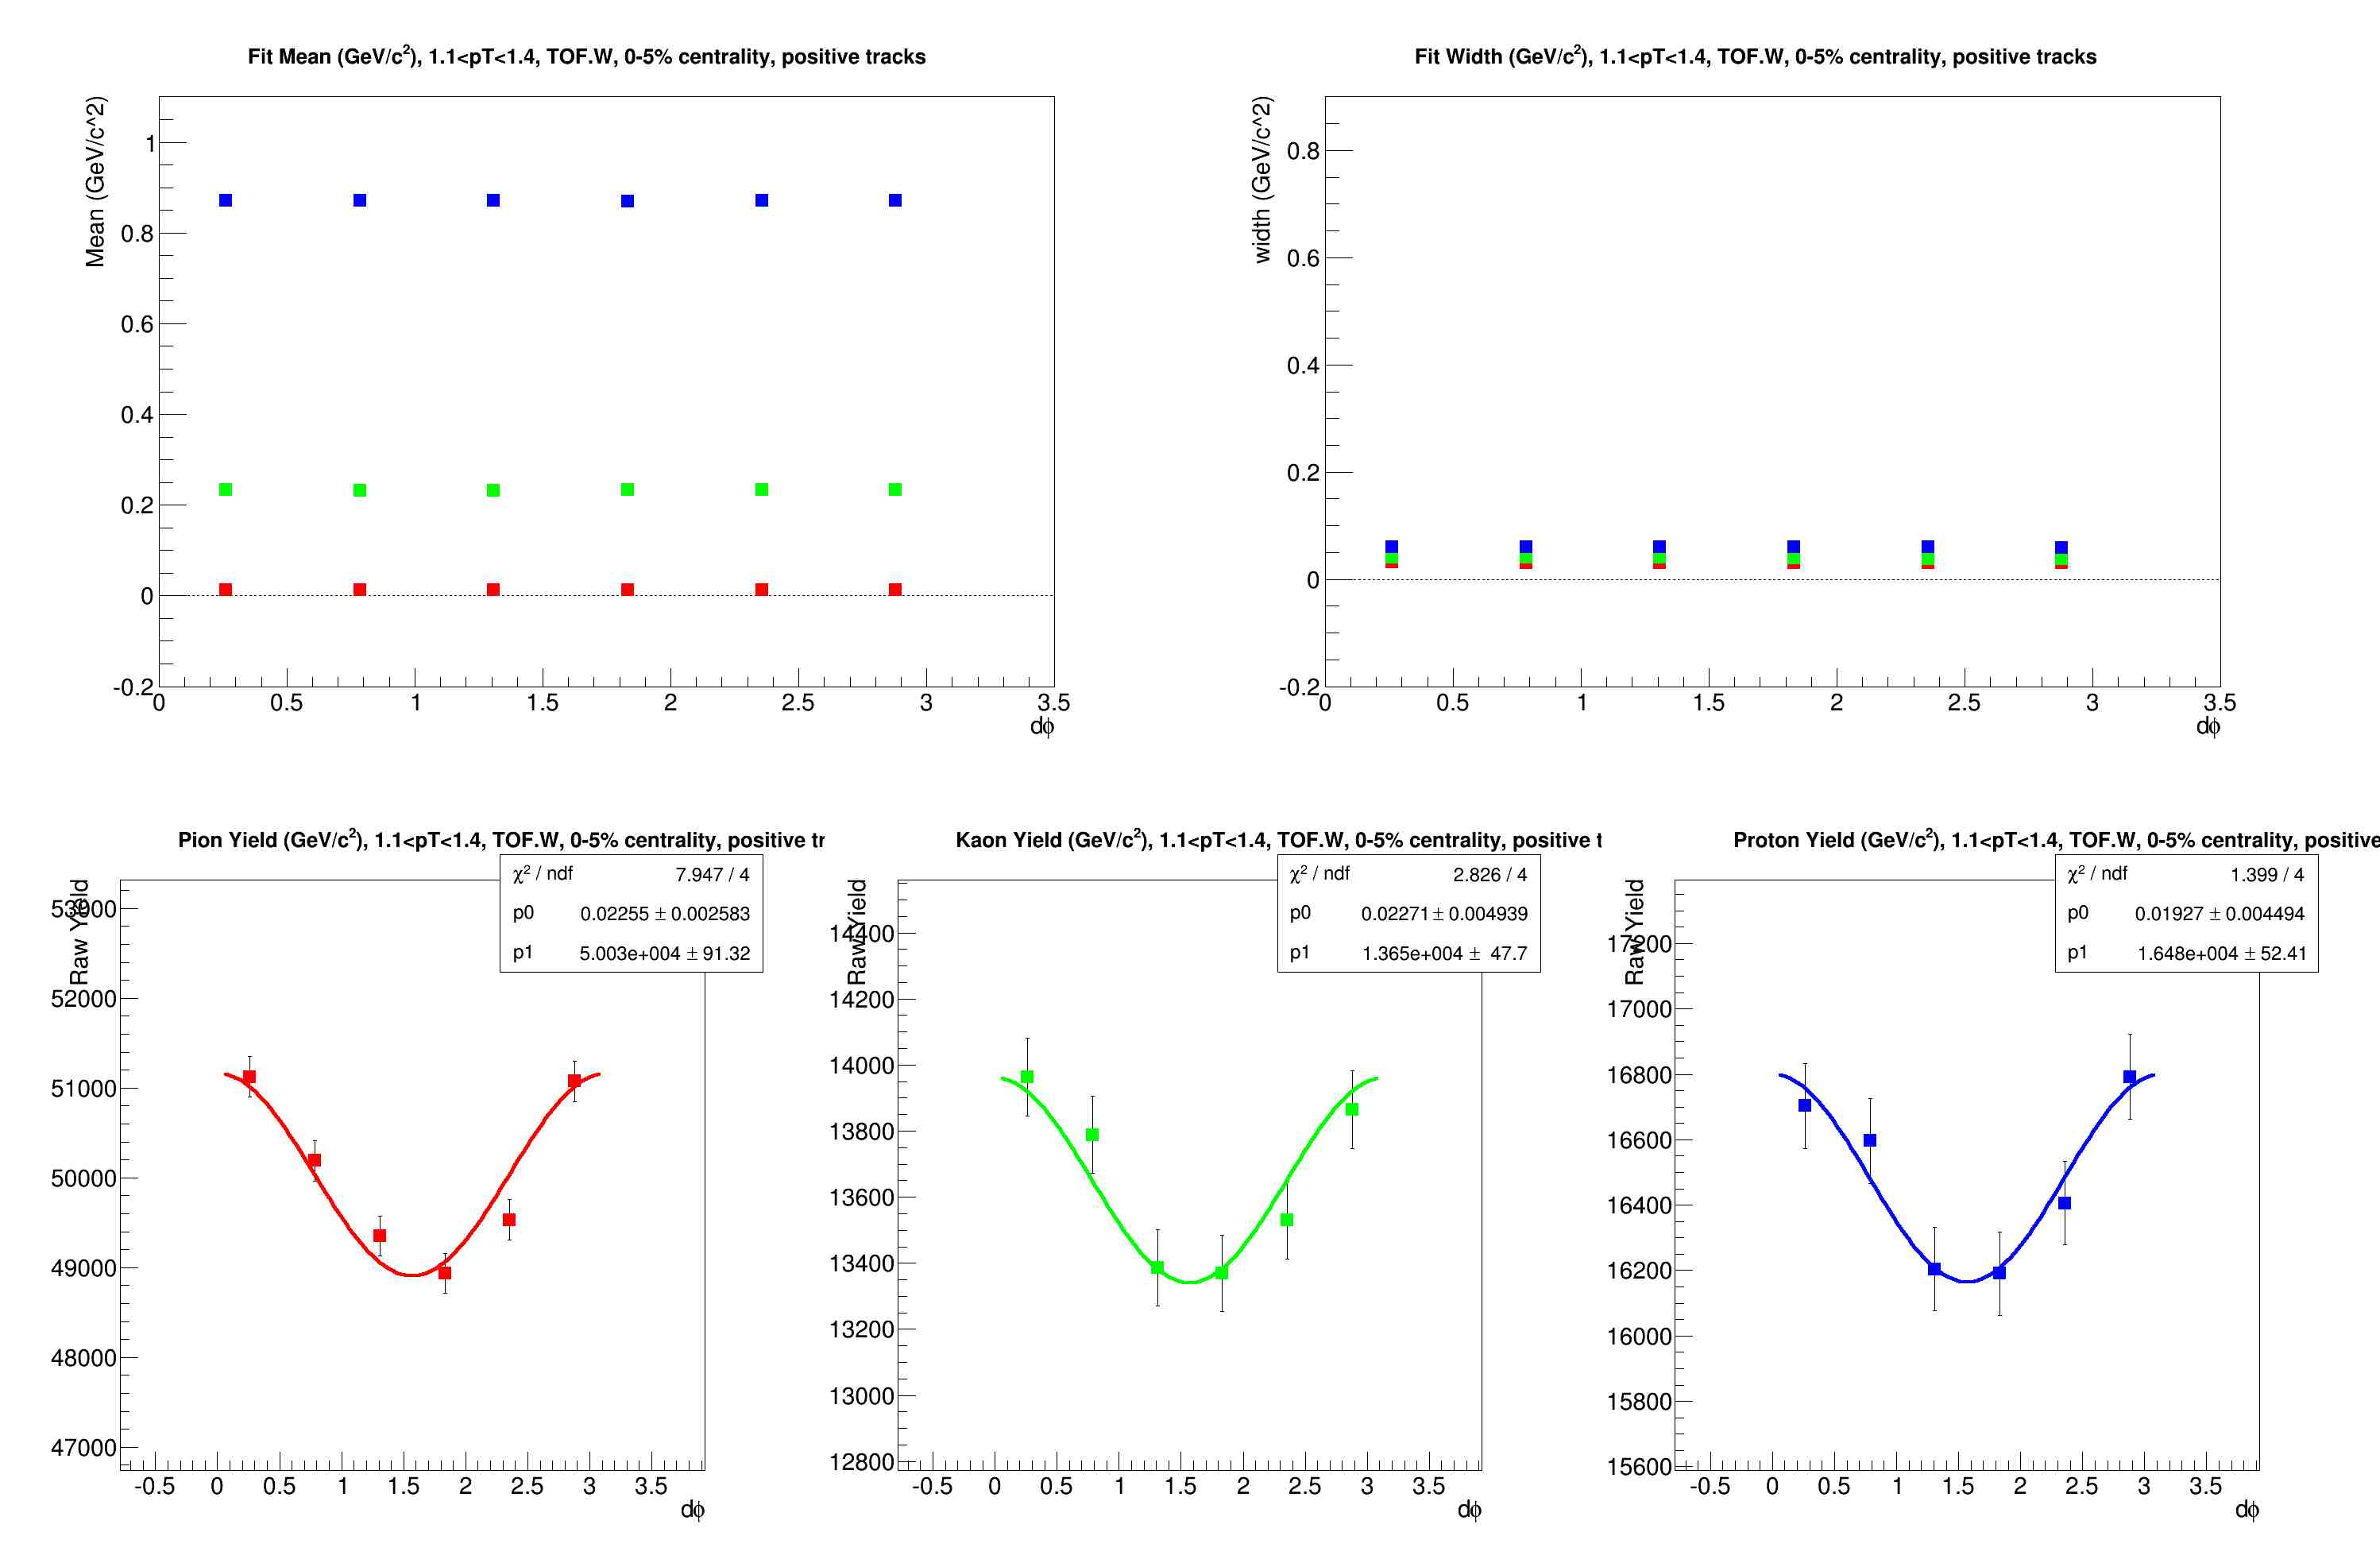 Fit Mean (GeV/c2), 1.1<pT<1.4, TOF.W, 0-5% centrality, positive tracks
Mean (GeV/c^2)
1
0.8
0.6
0.4
0.2
0
-0.2
0 0.5 1 1.5 2 2.5 3 3.5
dϕ
Fit Width (GeV/c2), 1.1<pT<1.4, TOF.W, 0-5% centrality, positive tracks
width (GeV/c^2)
0.8
0.6
0.4
0.2
0
-0.2
0 0.5 1 1.5 2 2.5 3 3.5
dϕ
Pion Yield (GeV/c2), 1.1<pT<1.4, TOF.W, 0-5% centrality, positive tr
χ2 / ndf 7.947 / 4
p0 0.02255 ± 0.002583
p1 5.003e+004 ± 91.32
Raw Yield
53000
52000
51000
50000
49000
48000
47000
-0.5 0 0.5 1 1.5 2 2.5 3 3.5
dϕ
Kaon Yield (GeV/c2), 1.1<pT<1.4, TOF.W, 0-5% centrality, positive t
χ2 / ndf 2.826 / 4
p0 0.02271 ± 0.004939
p1 1.365e+004 ± 47.7
Raw Yield
14400
14200
14000
13800
13600
13400
13200
13000
12800
-0.5 0 0.5 1 1.5 2 2.5 3 3.5
dϕ
Proton Yield (GeV/c2), 1.1<pT<1.4, TOF.W, 0-5% centrality, positive
χ2 / ndf 1.399 / 4
p0 0.01927 ± 0.004494
p1 1.648e+004 ± 52.41
Raw Yield
17200
17000
16800
16600
16400
16200
16000
15800
15600
-0.5 0 0.5 1 1.5 2 2.5 3 3.5
dϕ